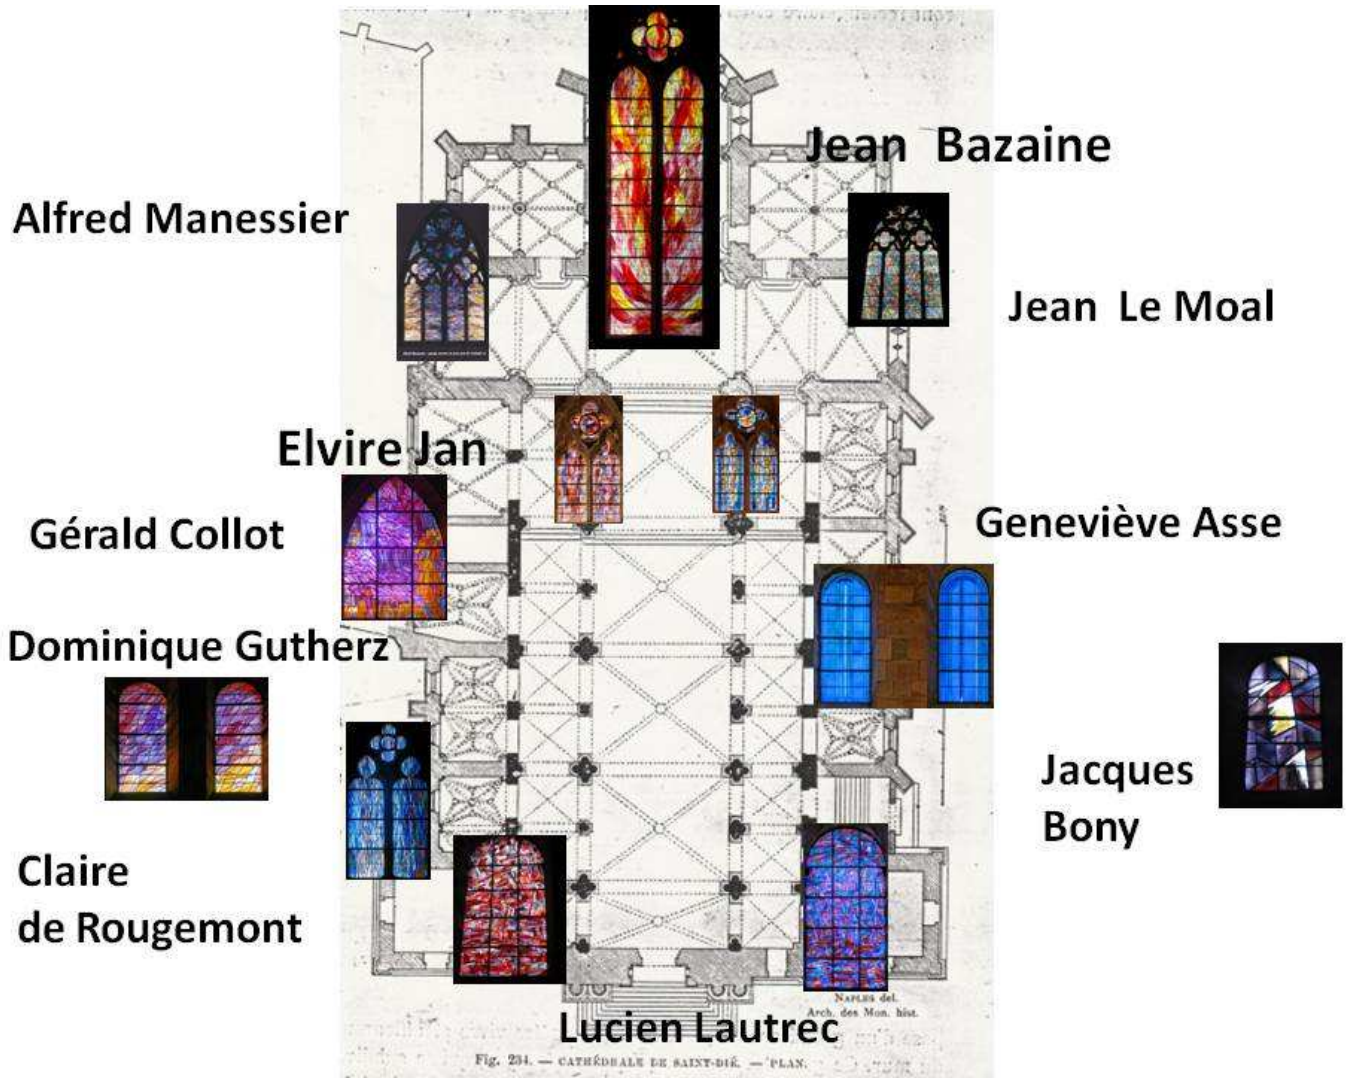 Jean Bazaine
Alfred Manessier
Jean Le Moal
Elvire Jan
Gérald Collot
Geneviève Asse
Dominique Gutherz
Jacques
Bony
Claire
de Rougemont
NAPLES del.
Arch. des Mon. hist.
Lucien Lautrec
Fig. 234. — CATHÉDRALE DE SAINT-DIÉ. — PLAN.